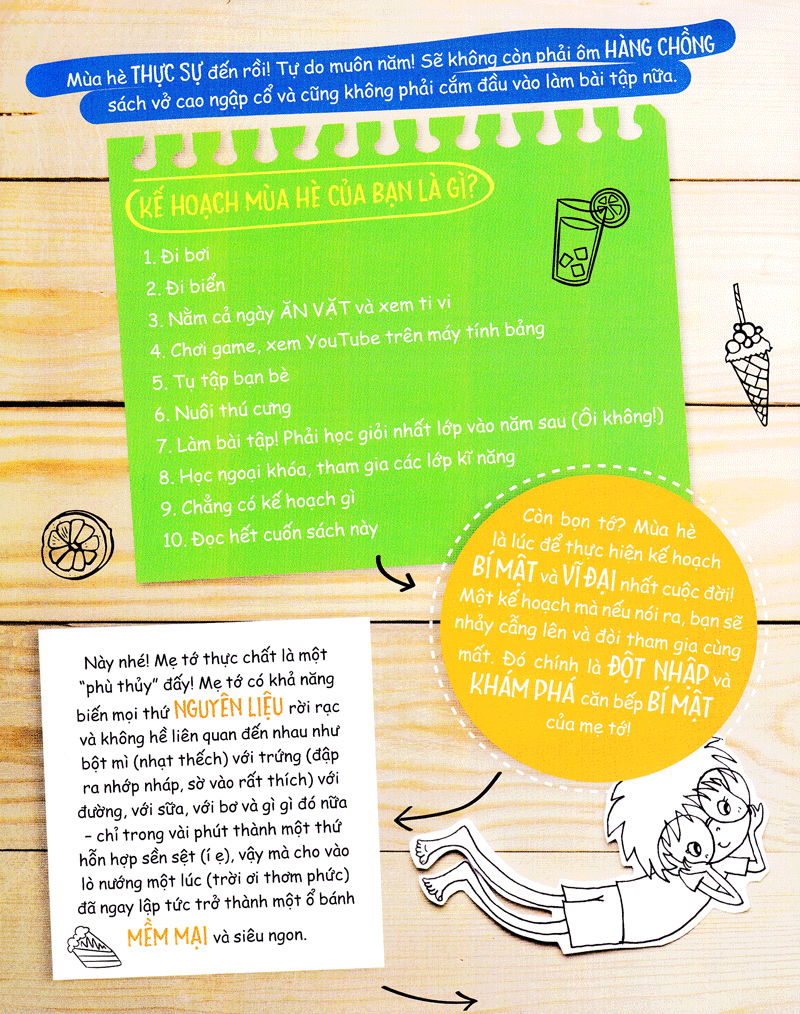 Mùa hè THỰC SỰ đến rồi! Tự do muôn năm! Sẽ không còn phải ôm HÀNG CHỒNG
sách vở cao ngập cổ và cũng không phải cắm đầu vào làm bài tập nữa.
KẾ HOẠCH MÙA HÈ CỦA BẠN LÀ GÌ?
1. Đi bơi
2. Đi biển
3. Nằm cả ngày ĂN VẶT và xem ti vi
4. Chơi game, xem YouTube trên máy tính bảng
5. Tụ tập bạn bè
6. Nuôi thú cưng
7. Làm bài tập! Phải học giỏi nhất lớp vào năm sau (Ôi không!)
8. Học ngoại khóa, tham gia các lớp kĩ năng
9. Chẳng có kế hoạch gì
10. Đọc hết cuốn sách này
Còn bọn tớ? Mùa hè
là lúc để thực hiện kế hoạch
BÍ MẬT và VĨ ĐẠI nhất cuộc đời!
Một kế hoạch mà nếu nói ra, bạn sẽ
nhảy cẫng lên và đòi tham gia cùng
mất. Đó chính là ĐỘT NHẬP và
KHÁM PHÁ căn bếp BÍ MẬT
của mẹ tớ!
Này nhé! Mẹ tớ thực chất là một
"phù thủy" đấy! Mẹ tớ có khả năng
biến mọi thứ NGUYÊN LIỆU rời rạc
và không hề liên quan đến nhau như
bột mì (nhạt thếch) với trứng (đập
ra nhớp nháp, sờ vào rất thích) với
đường, với sữa, với bơ và gì gì đó nữa
– chỉ trong vài phút thành một thứ
hỗn hợp sền sệt (í ẹ), vậy mà cho vào
lò nướng một lúc (trời ơi thơm phức)
đã ngay lập tức trở thành một ổ bánh
MỀM MẠI và siêu ngon.